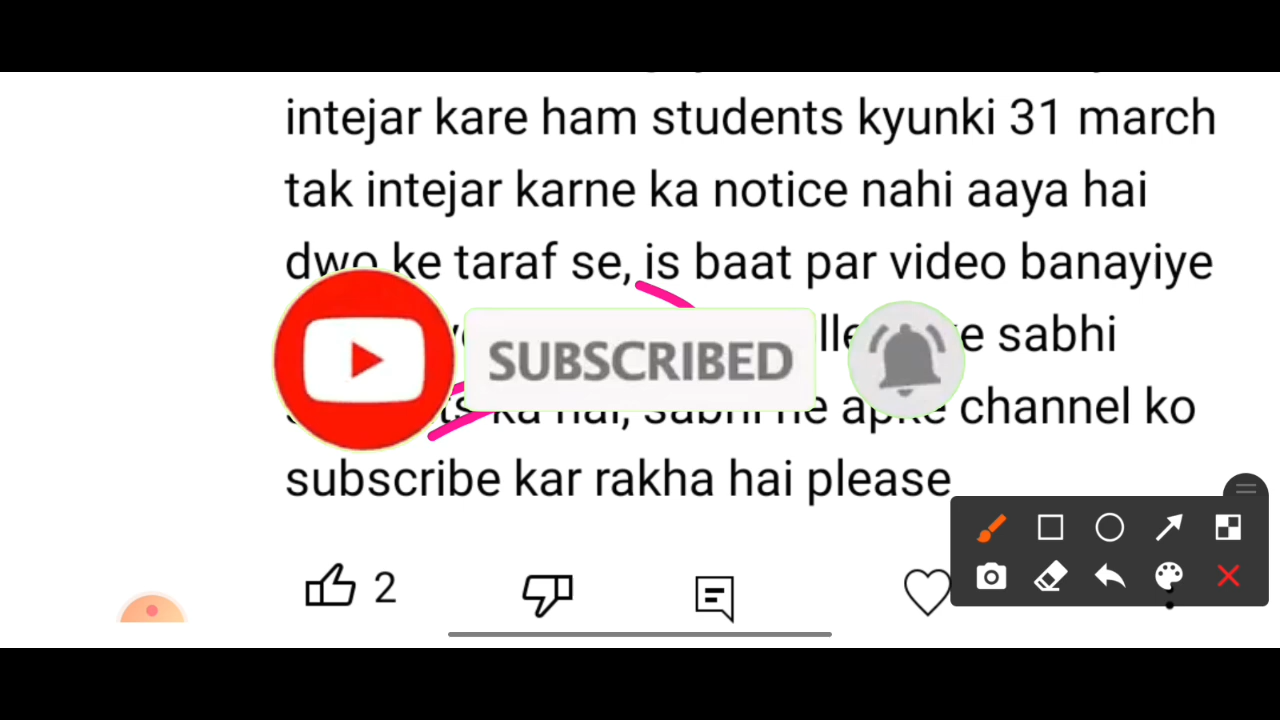 intejar kare ham students kyunki 31 march
tak intejar karne ka notice nahi aaya hai
dwo ke taraf se, is baat par video banayiye
sabhi
ka hai, sabhi ne apke channel ko
subscribe kar rakha hai please
SUBSCRIBED
2